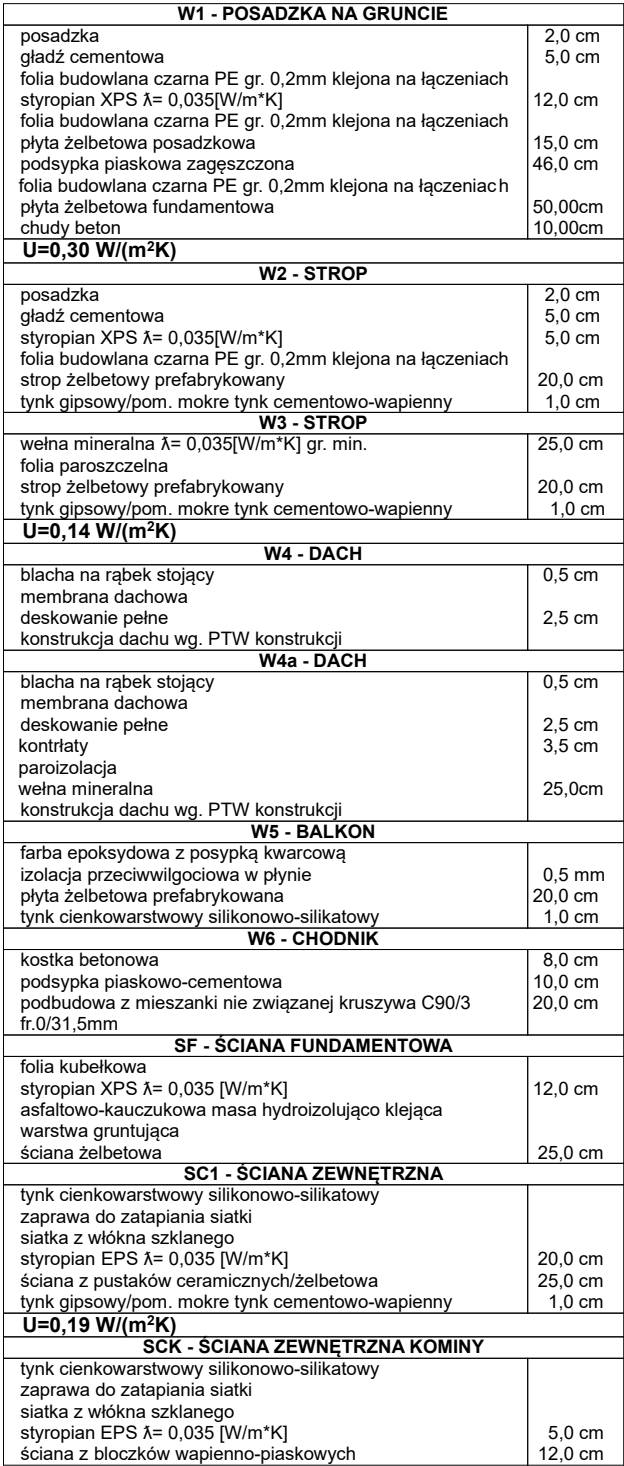 W1 - POSADZKA NA GRUNCIE
posadzka 2,0 cm
gładź cementowa 5,0 cm
folia budowlana czarna PE gr. 0,2mm klejona na łączeniach
styropian XPS ƛ= 0,035[W/m*K] 12,0 cm
folia budowlana czarna PE gr. 0,2mm klejona na łączeniach
płyta żelbetowa posadzkowa 15,0 cm
podsypka piaskowa zagęszczona 46,0 cm
folia budowlana czarna PE gr. 0,2mm klejona na łączeniach
płyta żelbetowa fundamentowa 50,00cm
chudy beton 10,00cm
U=0,30 W/(m²K)
W2 - STROP
posadzka 2,0 cm
gładź cementowa 5,0 cm
styropian XPS ƛ= 0,035[W/m*K] 5,0 cm
folia budowlana czarna PE gr. 0,2mm klejona na łączeniach
strop żelbetowy prefabrykowany 20,0 cm
tynk gipsowy/pom. mokre tynk cementowo-wapienny 1,0 cm
W3 - STROP
wełna mineralna ƛ= 0,035[W/m*K] gr. min. 25,0 cm
folia paroszczelna
strop żelbetowy prefabrykowany 20,0 cm
tynk gipsowy/pom. mokre tynk cementowo-wapienny 1,0 cm
U=0,14 W/(m²K)
W4 - DACH
blacha na rąbek stojący 0,5 cm
membrana dachowa
deskowanie pełne 2,5 cm
konstrukcja dachu wg. PTW konstrukcji
W4a - DACH
blacha na rąbek stojący 0,5 cm
membrana dachowa
deskowanie pełne 2,5 cm
kontrłaty 3,5 cm
paroizolacja
wełna mineralna 25,0cm
konstrukcja dachu wg. PTW konstrukcji
W5 - BALKON
farba epoksydowa z posypką kwarcową
izolacja przeciwwilgociowa w płynie 0,5 mm
płyta żelbetowa prefabrykowana 20,0 cm
tynk cienkowarstwowy silikonowo-silikatowy 1,0 cm
W6 - CHODNIK
kostka betonowa 8,0 cm
podsypka piaskowo-cementowa 10,0 cm
podbudowa z mieszanki nie związanej kruszywa C90/3 20,0 cm
fr.0/31,5mm
SF - ŚCIANA FUNDAMENTOWA
folia kubełkowa
styropian XPS ƛ= 0,035 [W/m*K] 12,0 cm
asfaltowo-kauczukowa masa hydroizolująco klejąca
warstwa gruntująca
ściana żelbetowa 25,0 cm
SC1 - ŚCIANA ZEWNĘTRZNA
tynk cienkowarstwowy silikonowo-silikatowy
zaprawa do zatapiania siatki
siatka z włókna szklanego
styropian EPS ƛ= 0,035 [W/m*K] 20,0 cm
ściana z pustaków ceramicznych/żelbetowa 25,0 cm
tynk gipsowy/pom. mokre tynk cementowo-wapienny 1,0 cm
U=0,19 W/(m²K)
SCK - ŚCIANA ZEWNĘTRZNA KOMINY
tynk cienkowarstwowy silikonowo-silikatowy
zaprawa do zatapiania siatki
siatka z włókna szklanego
styropian EPS ƛ= 0,035 [W/m*K] 5,0 cm
ściana z bloczków wapienno-piaskowych 12,0 cm